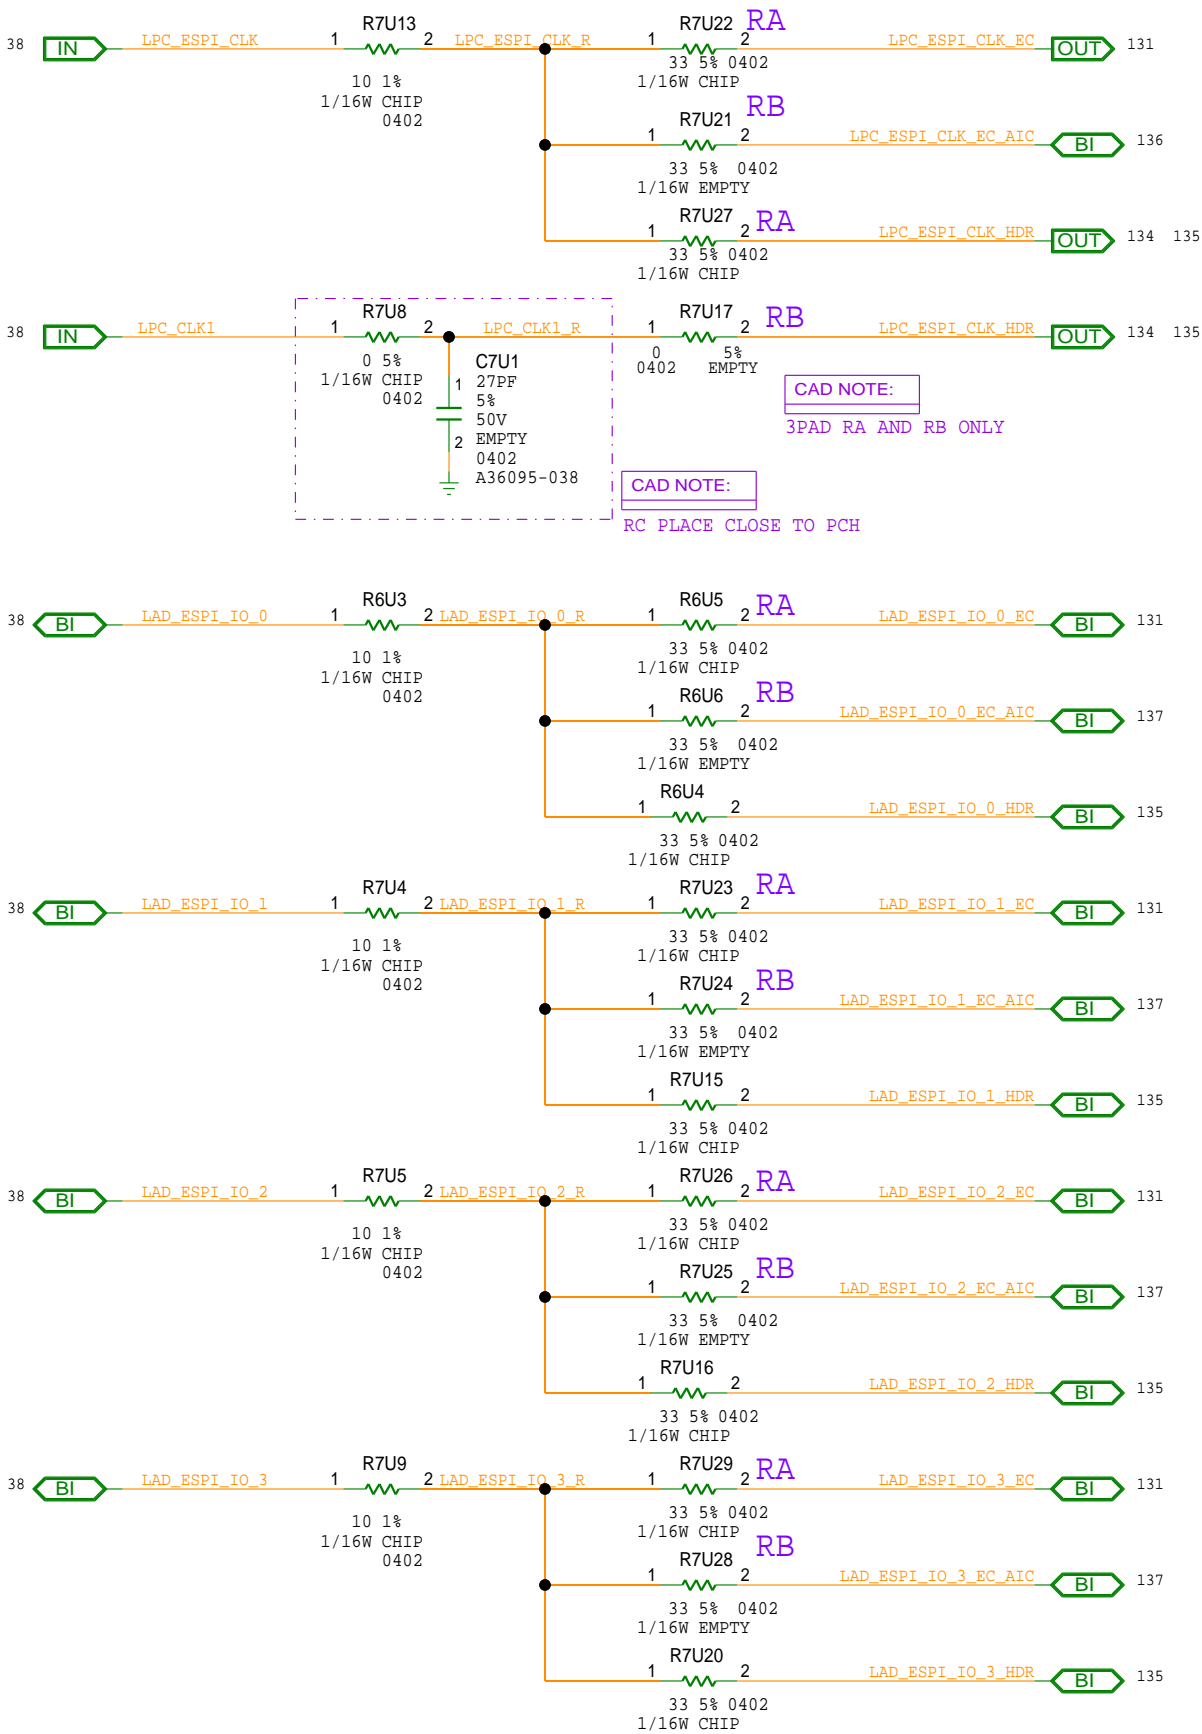 R7U13 R7U22 RA
38 IN LPC_ESPI_CLK 1 2 LPC_ESPI_CLK_R 1 2 LPC_ESPI_CLK_EC OUT 131
10 1% 33 5% 0402
1/16W CHIP 1/16W CHIP
0402
R7U21 RB
1 2 LPC_ESPI_CLK_EC_AIC BI 136
33 5% 0402
1/16W EMPTY
R7U27 RA
1 2 LPC_ESPI_CLK_HDR OUT 134 135
33 5% 0402
1/16W CHIP
R7U8 R7U17 RB
38 IN LPC_CLK1 1 2 LPC_CLK1_R 1 2 LPC_ESPI_CLK_HDR OUT 134 135
0 5% 0 5%
1/16W CHIP 0402 EMPTY
0402
C7U1
1 27PF
5%
50V
2 EMPTY
0402
A36095-038
CAD NOTE:
3PAD RA AND RB ONLY
CAD NOTE:
RC PLACE CLOSE TO PCH
R6U3 R6U5 RA
38 BI LAD_ESPI_IO_0 1 2 LAD_ESPI_IO_0_R 1 2 LAD_ESPI_IO_0_EC BI 131
10 1% 33 5% 0402
1/16W CHIP 1/16W CHIP
0402
R6U6 RB
1 2 LAD_ESPI_IO_0_EC_AIC BI 137
33 5% 0402
1/16W EMPTY
R6U4
1 2 LAD_ESPI_IO_0_HDR BI 135
33 5% 0402
1/16W CHIP
R7U4 R7U23 RA
38 BI LAD_ESPI_IO_1 1 2 LAD_ESPI_IO_1_R 1 2 LAD_ESPI_IO_1_EC BI 131
10 1% 33 5% 0402
1/16W CHIP 1/16W CHIP
0402
R7U24 RB
1 2 LAD_ESPI_IO_1_EC_AIC BI 137
33 5% 0402
1/16W EMPTY
R7U15
1 2 LAD_ESPI_IO_1_HDR BI 135
33 5% 0402
1/16W CHIP
R7U5 R7U26 RA
38 BI LAD_ESPI_IO_2 1 2 LAD_ESPI_IO_2_R 1 2 LAD_ESPI_IO_2_EC BI 131
10 1% 33 5% 0402
1/16W CHIP 1/16W CHIP
0402
R7U25 RB
1 2 LAD_ESPI_IO_2_EC_AIC BI 137
33 5% 0402
1/16W EMPTY
R7U16
1 2 LAD_ESPI_IO_2_HDR BI 135
33 5% 0402
1/16W CHIP
R7U9 R7U29 RA
38 BI LAD_ESPI_IO_3 1 2 LAD_ESPI_IO_3_R 1 2 LAD_ESPI_IO_3_EC BI 131
10 1% 33 5% 0402
1/16W CHIP 1/16W CHIP
0402
R7U28 RB
1 2 LAD_ESPI_IO_3_EC_AIC BI 137
33 5% 0402
1/16W EMPTY
R7U20
1 2 LAD_ESPI_IO_3_HDR BI 135
33 5% 0402
1/16W CHIP